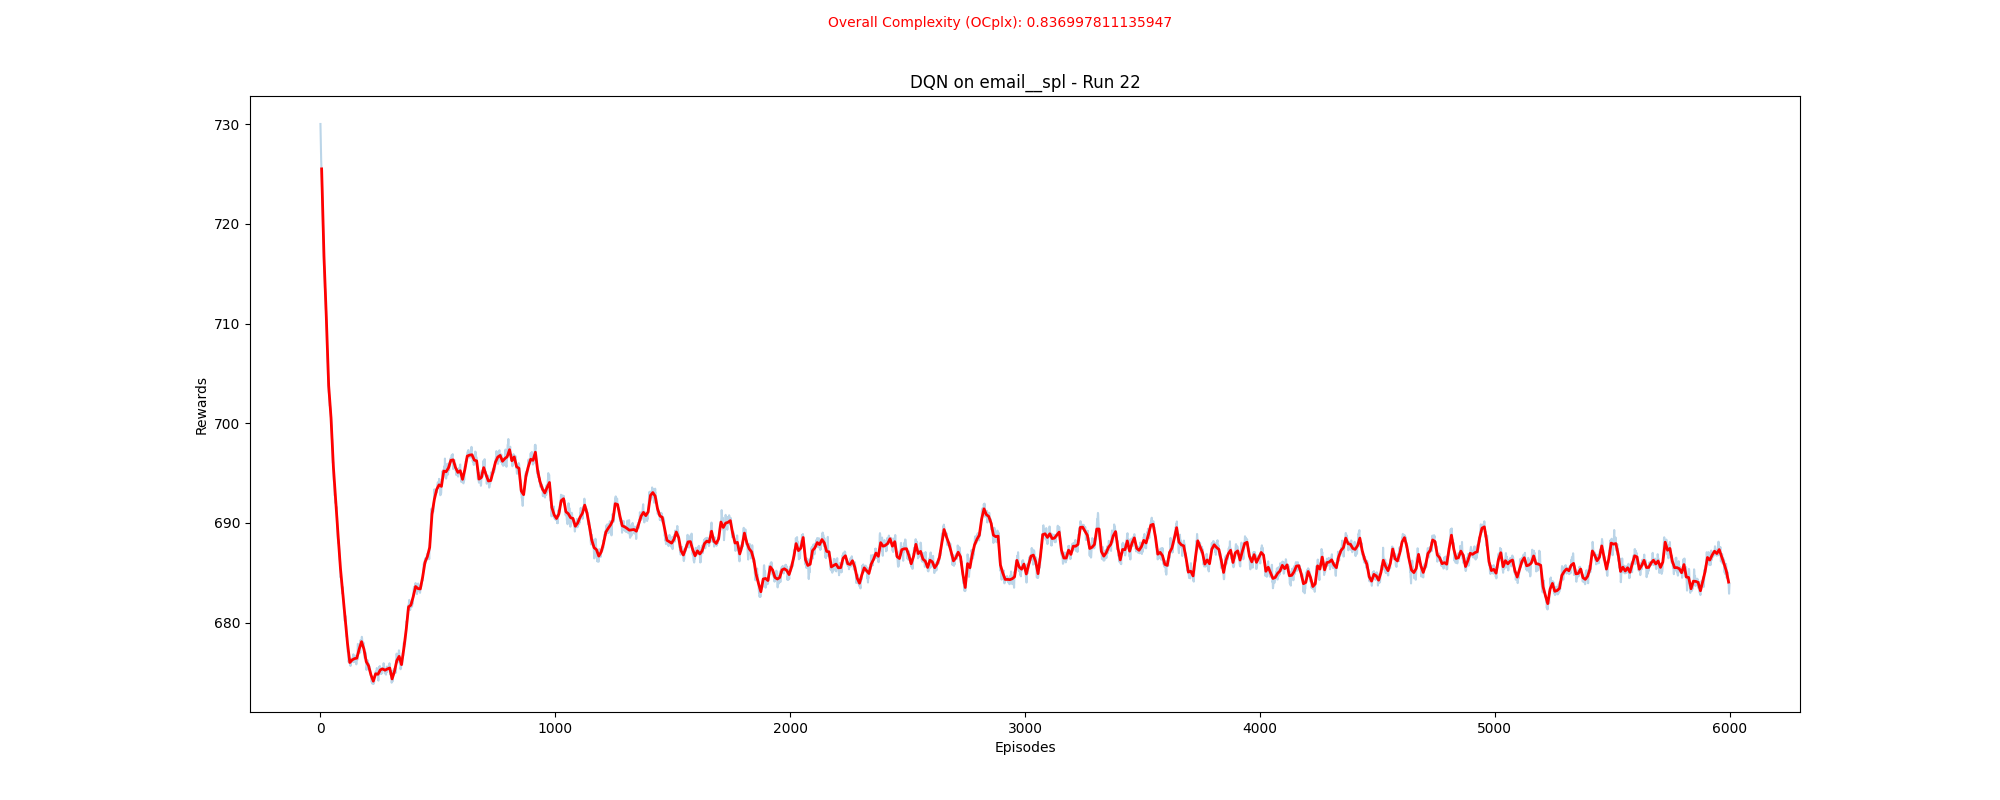 Overall Complexity (OCplx): 0.836997811135947
DQN on email__spl - Run 22
730
720
710
700
690
680
Rewards
0 1000 2000 3000 4000 5000 6000
Episodes